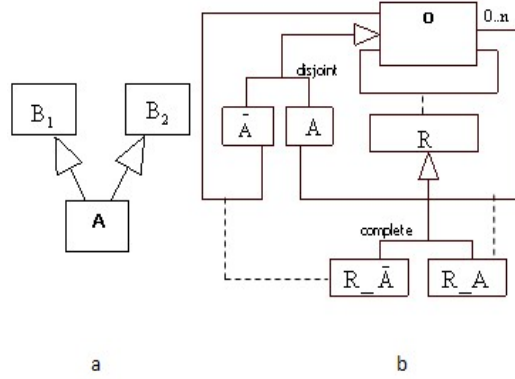 O
0..n
disjoint
B₁
B₂
Ā
A
R
A
complete
R_Ā
R_A
a
b